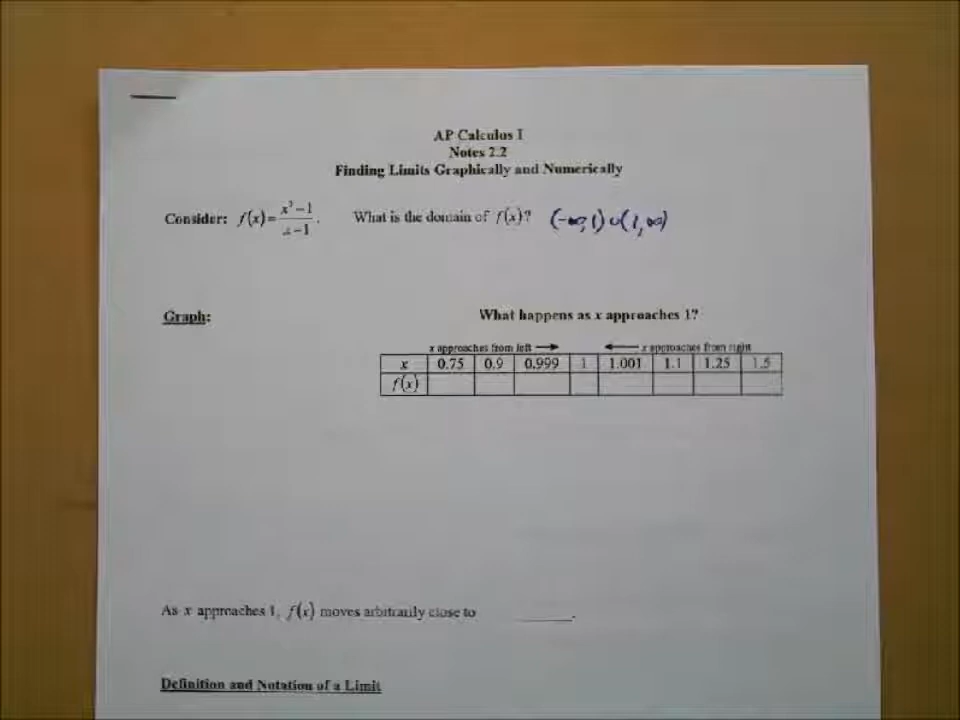 AP Calculus I
Notes 2.2
Finding Limits Graphically and Numerically
Consider: f(x)= . What is the domain of f(x)? (-∞,1)∪(1,∞)
Graph:
What happens as x approaches 1?
x approaches from left → ← x approaches from right
x 0.75 0.9 0.999 1 1.001 1.1 1.25 1.5
f(x)
As x approaches 1, f(x) moves arbitrarily close to _____.
Definition and Notation of a Limit